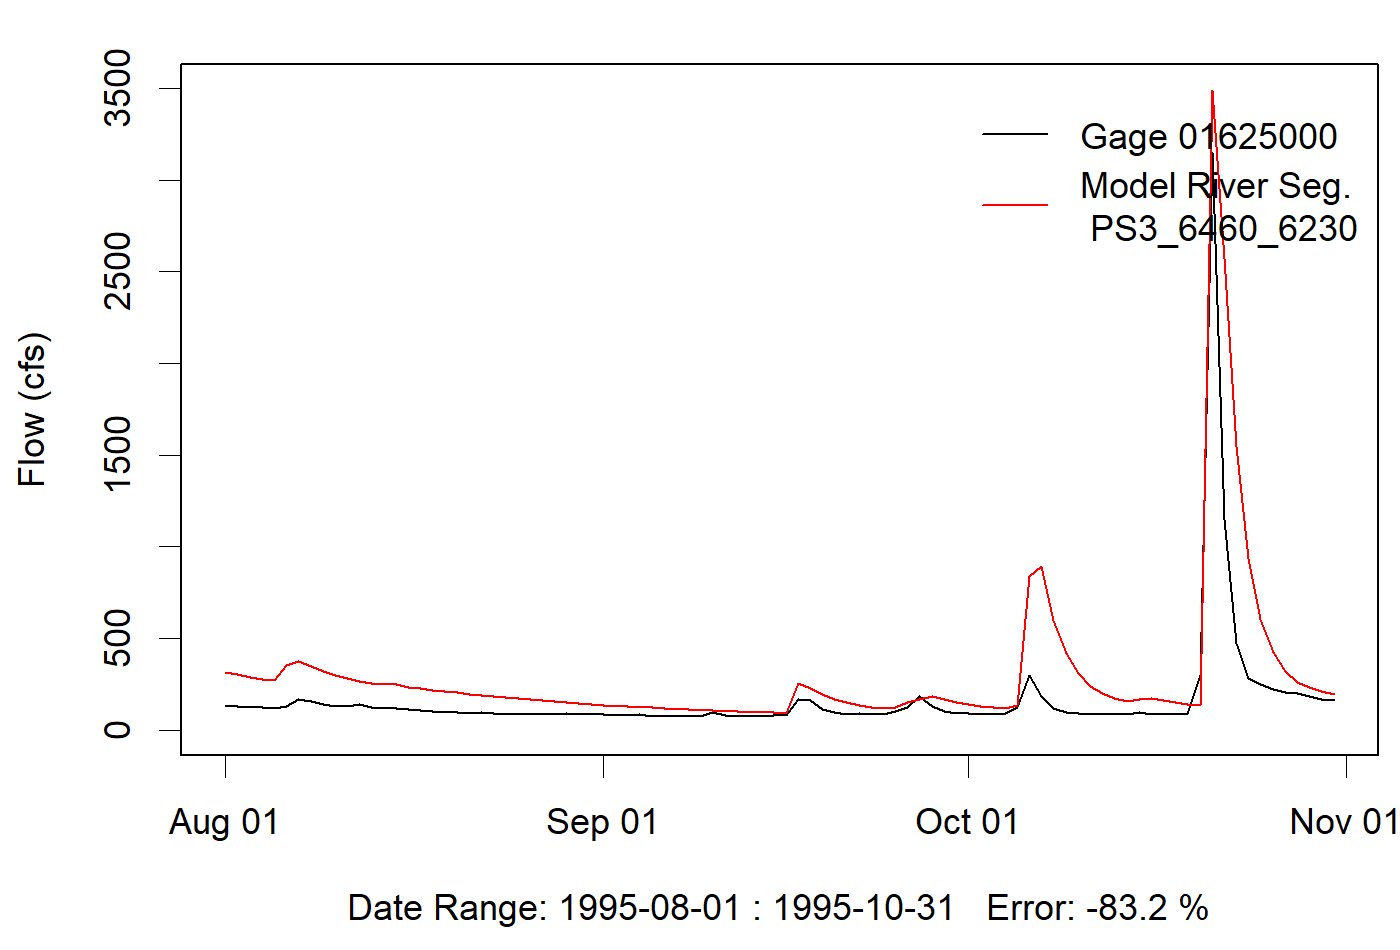 3500
2500
1500
500
0
Flow (cfs)
Gage 01625000
Model River Seg.
PS3_6460_6230
Aug 01
Sep 01
Oct 01
Nov 01
Date Range: 1995-08-01 : 1995-10-31   Error: -83.2 %